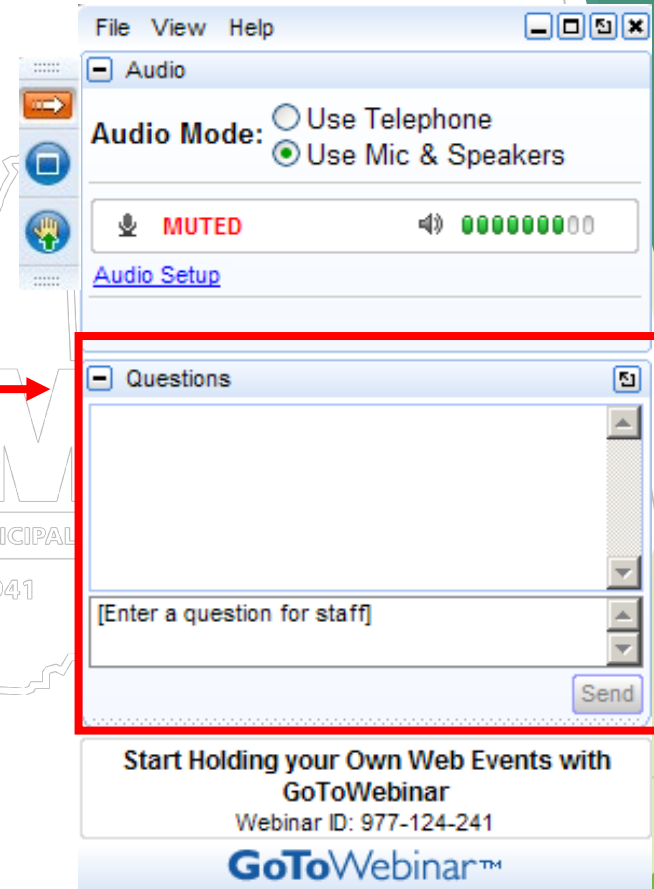 File View Help
Audio
Audio Mode:
Use Telephone
Use Mic & Speakers
MUTED
Audio Setup
Questions
[Enter a question for staff]
Send
Start Holding your Own Web Events with
GoToWebinar
Webinar ID: 977-124-241
GoToWebinar™